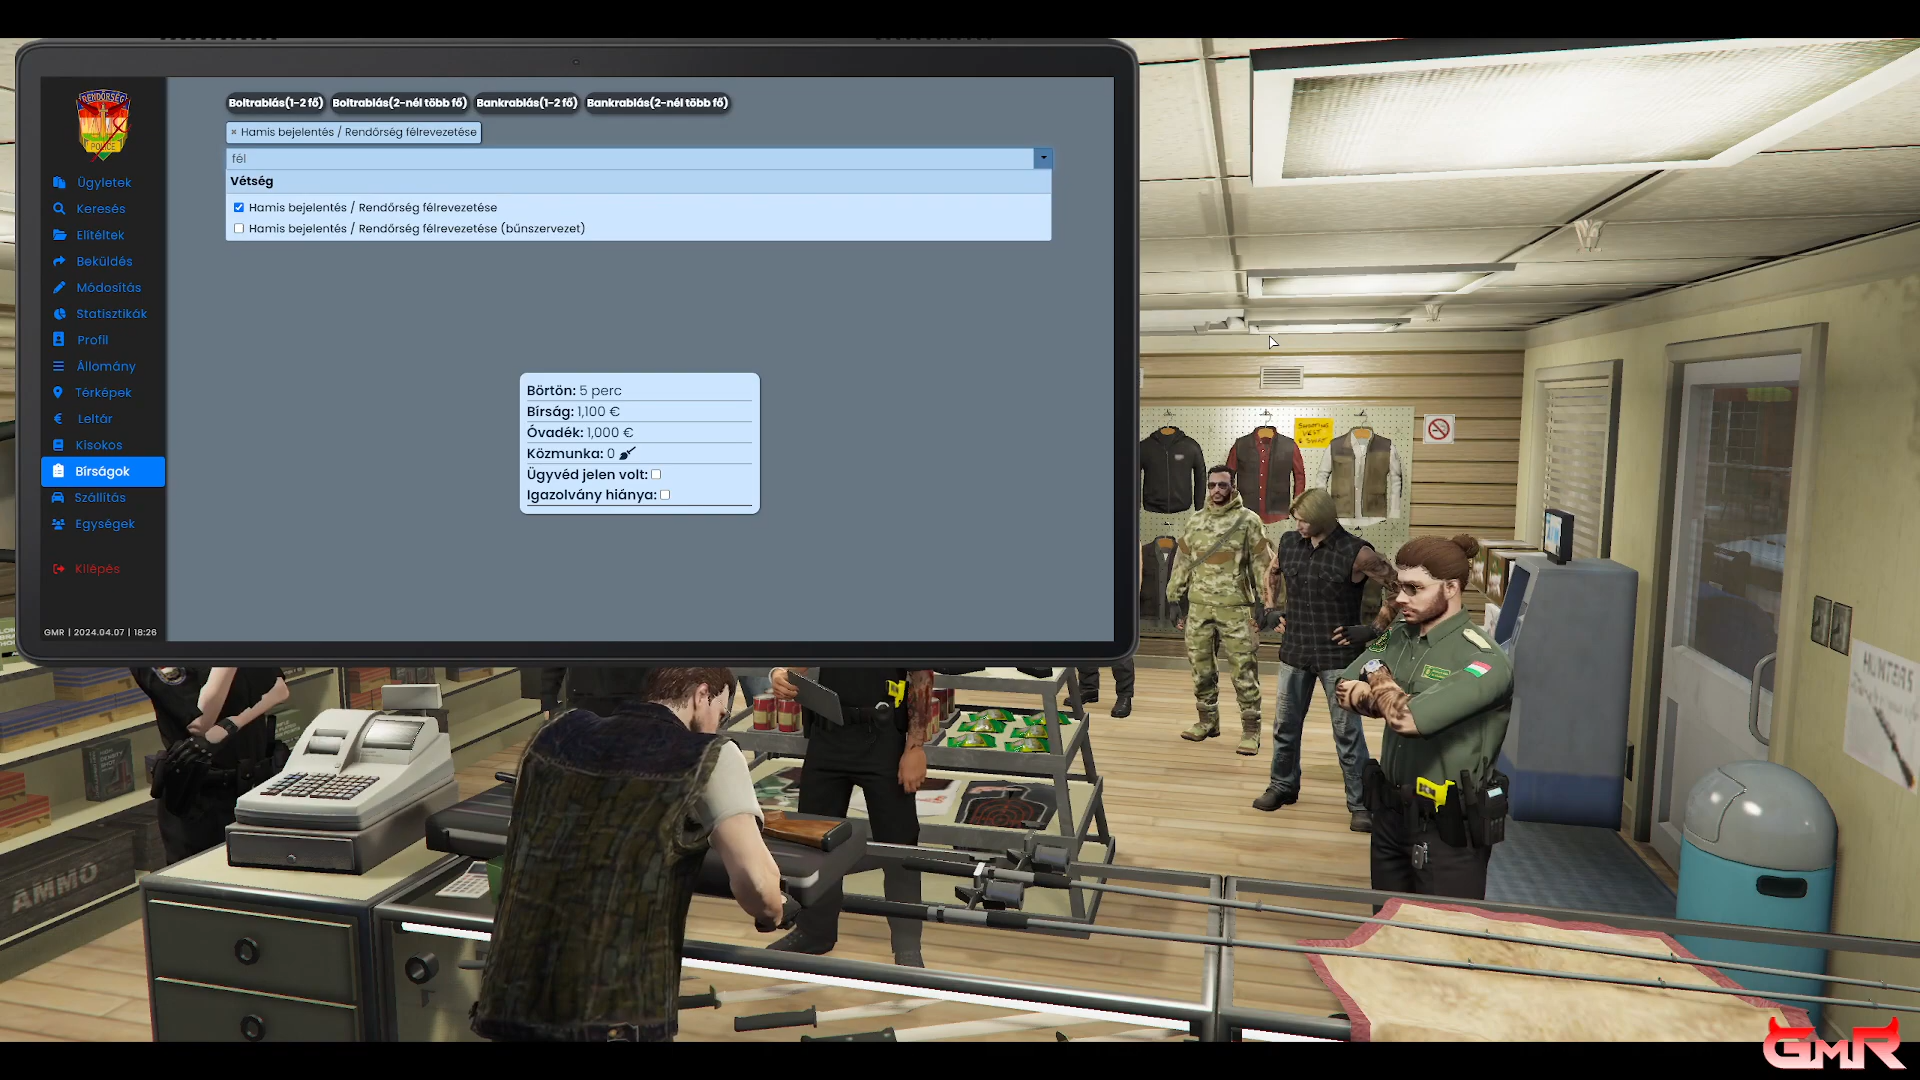 Boltrablás(1-2 fő) Boltrablás(2-nél több fő) Bankrablás(1-2 fő) Bankrablás(2-nél több fő)
× Hamis bejelentés / Rendőrség félrevezetése
fél
Vétség
Hamis bejelentés / Rendőrség félrevezetése
Hamis bejelentés / Rendőrség félrevezetése (bűnszervezet)
Börtön: 5 perc
Bírság: 1,100 €
Óvadék: 1,000 €
Közmunka: 0
Ügyvéd jelen volt:
Igazolvány hiánya:
RENDŐRSÉG
POLICE
Ügyletek
Keresés
Elítéltek
Beküldés
Módosítás
Statisztikák
Profil
Állomány
Térképek
Leltár
Kisokos
Bírságok
Szállítás
Egységek
Kilépés
GMR | 2024.04.07 | 18:26
HUNTERS
AMMO
GMR